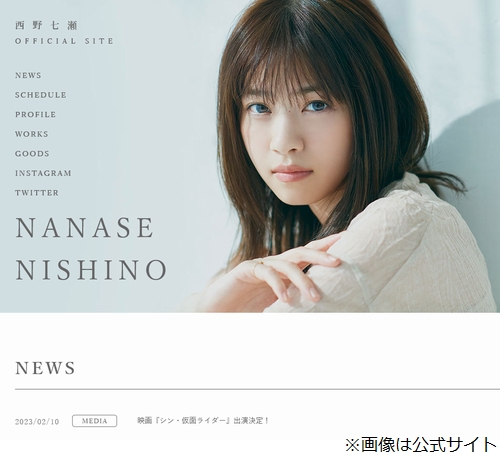 西野七瀬
OFFICIAL SITE
NEWS
SCHEDULE
PROFILE
WORKS
GOODS
INSTAGRAM
TWITTER
NANASE
NISHINO
NEWS
2023/02/10 MEDIA 映画『シン・仮面ライダー』出演決定！
※画像は公式サイト